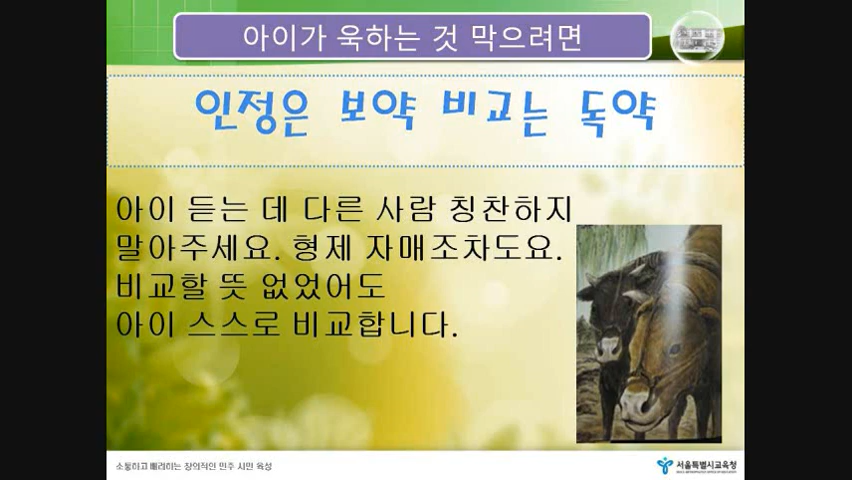 아이가 욱하는 것 막으려면
인정은 보약 비교는 독약
아이 듣는 데 다른 사람 칭찬하지
말아주세요. 형제 자매조차도요.
비교할 뜻 없었어도
아이 스스로 비교합니다.
소통하고 배려하는 창의적인 민주 시민 육성
서울특별시교육청